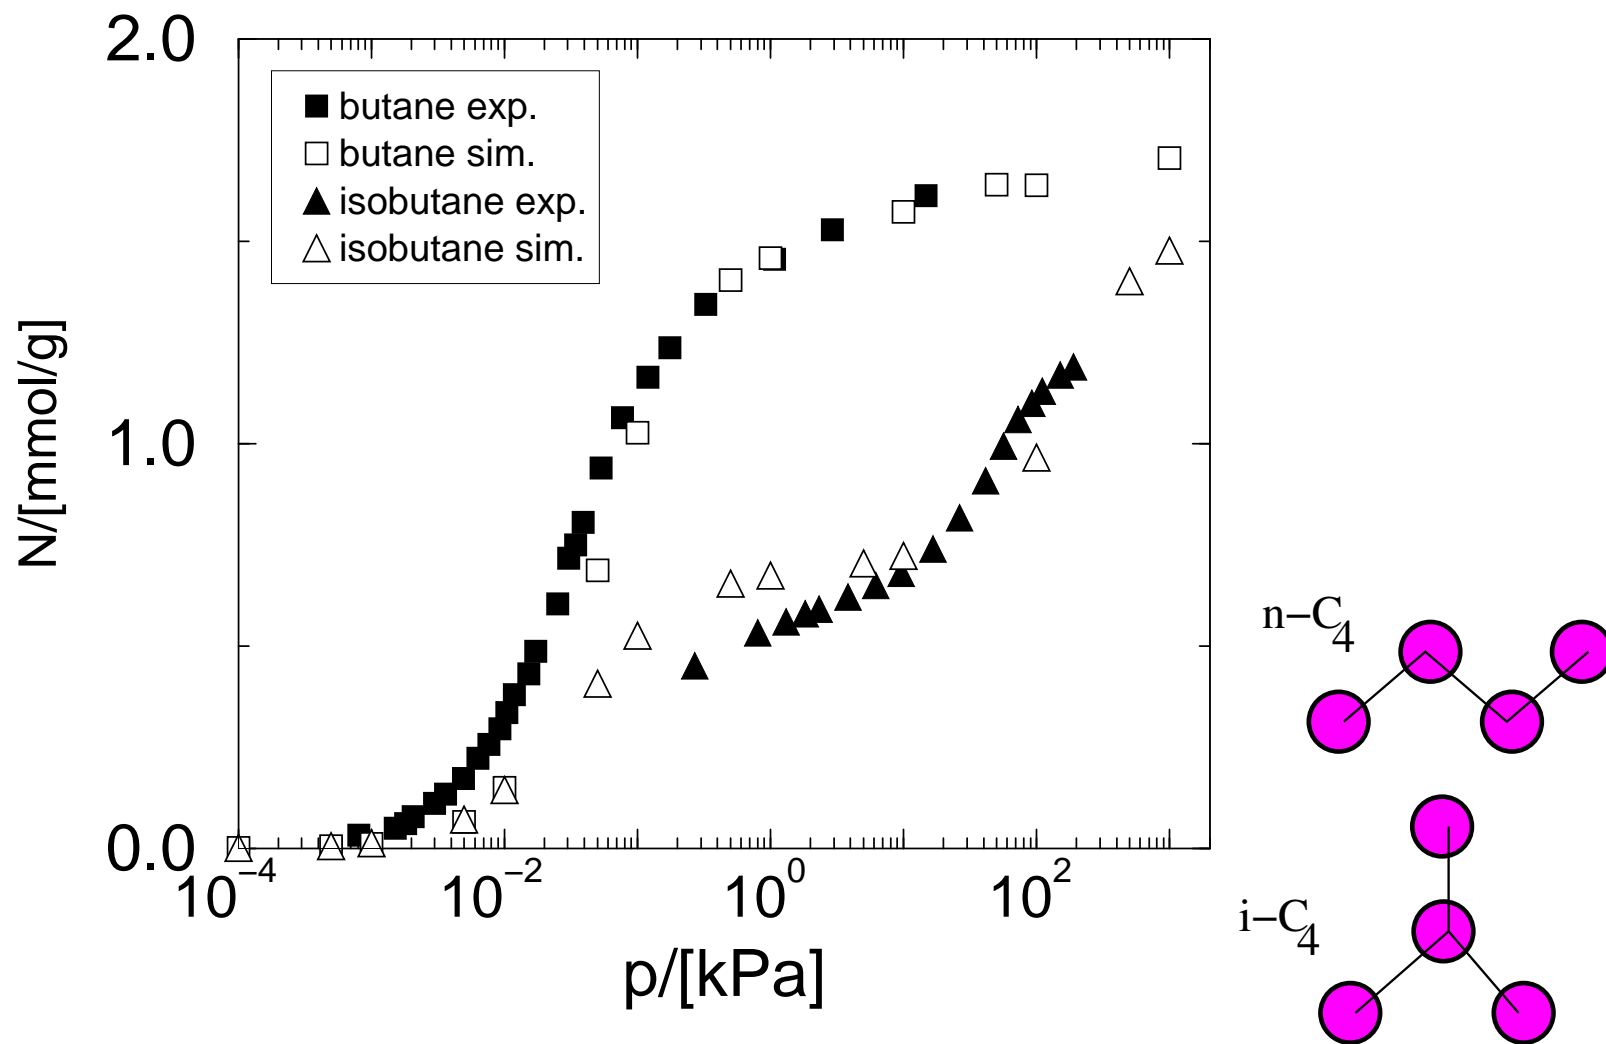 2.0
butane exp.
butane sim.
isobutane exp.
isobutane sim.
N/[mmol/g]
1.0
n−C4
0.0
10−4
10−2
100
102
i−C4
p/[kPa]